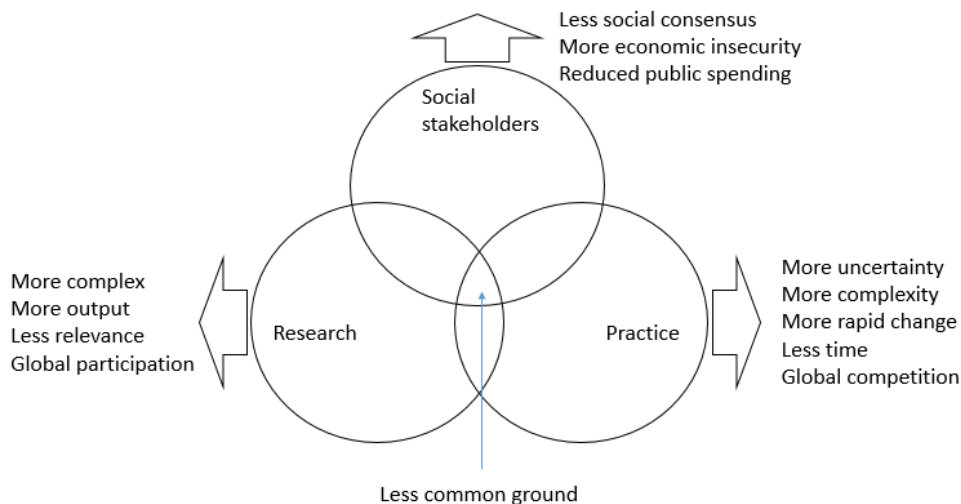 Less social consensus
More economic insecurity
Reduced public spending
Social
stakeholders
More complex
More output
Less relevance
Global participation
Research
Practice
More uncertainty
More complexity
More rapid change
Less time
Global competition
Less common ground